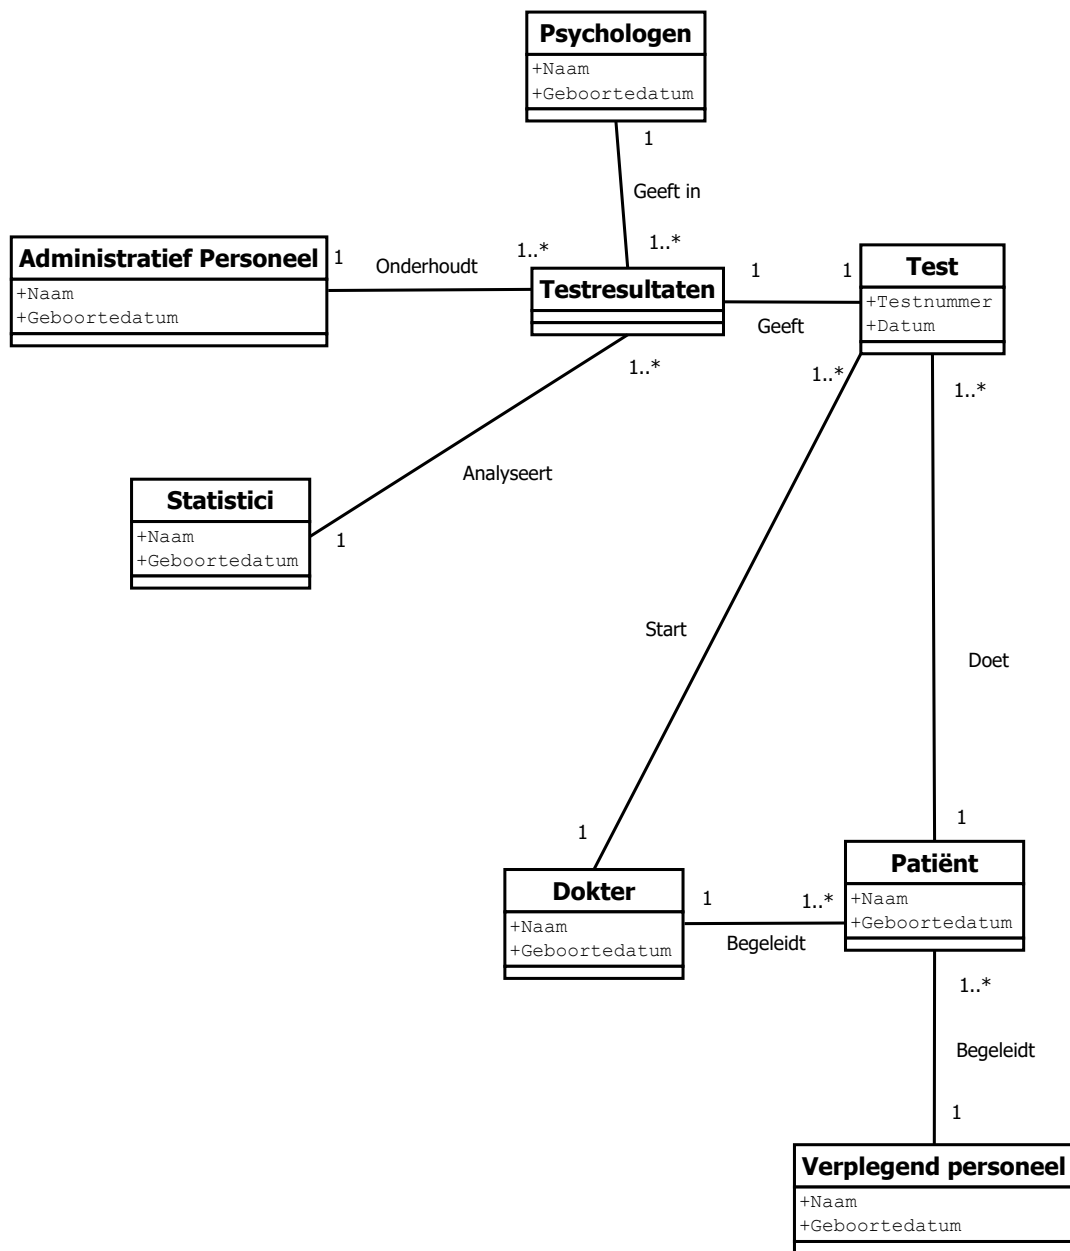 Psychologen
+Naam
+Geboortedatum
1
Geeft in
1..*
Administratief Personeel
+Naam
+Geboortedatum
1
Onderhoudt
1..*
Testresultaten
1
1
Geeft
Test
+Testnummer
+Datum
1..*
1..*
1..*
Analyseert
Statistici
+Naam
+Geboortedatum
1
Start
Doet
1
1
Dokter
+Naam
+Geboortedatum
1
1..*
Begeleidt
Patiënt
+Naam
+Geboortedatum
1..*
Begeleidt
1
Verplegend personeel
+Naam
+Geboortedatum